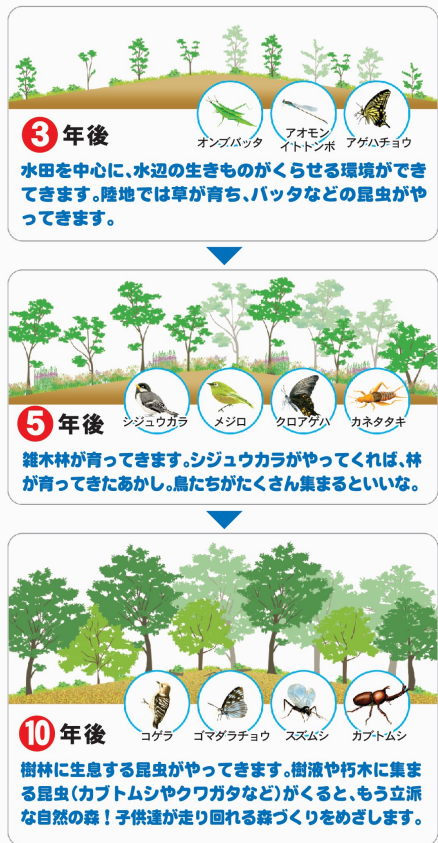 オンブバッタ
アオモン
イトトンボ
アゲハチョウ
3年後
水田を中心に、水辺の生きものがくらせる環境ができ
てきます。陸地では草が育ち、バッタなどの昆虫がや
ってきます。
シジュウカラ
メジロ
クロアゲハ
カネタタキ
5年後
雑木林が育ってきます。シジュウカラがやってくれば、林
が育ってきたあかし。鳥たちがたくさん集まるといいな。
コゲラ
ゴマダラチョウ
スズムシ
カブトムシ
10年後
樹林に生息する昆虫がやってきます。樹液や朽木に集ま
る昆虫(カブトムシやクワガタなど)がくると、もう立派
な自然の森!子供達が走り回れる森づくりをめざします。